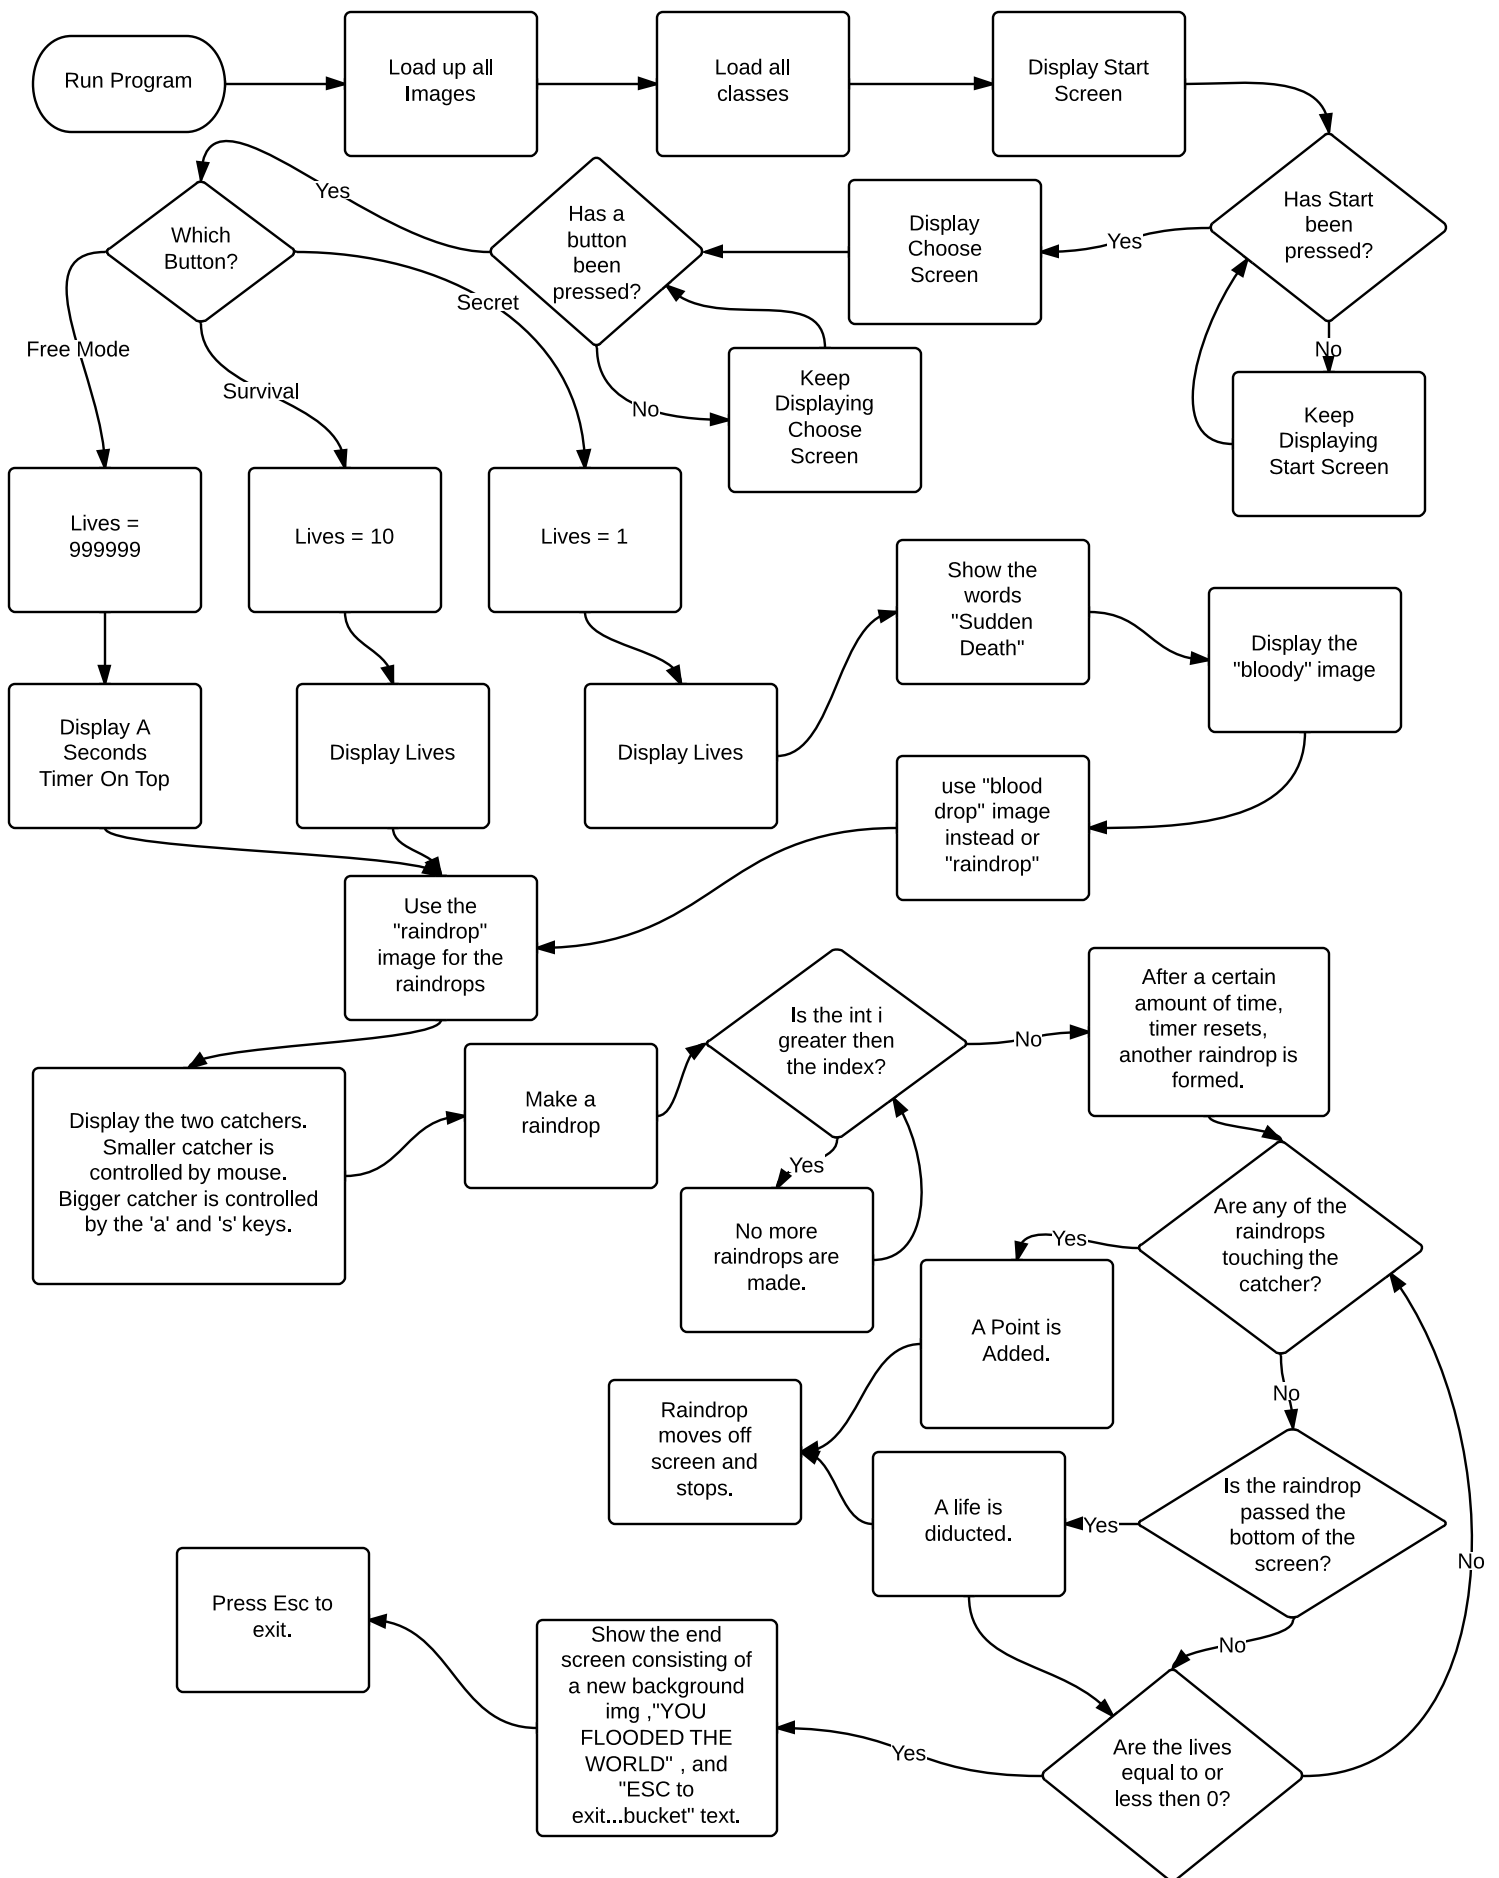 Run Program
Load up all
Images
Load all
classes
Display Start
Screen
Has Start
been
pressed?
Yes
No
Keep
Displaying
Start Screen
Display
Choose
Screen
Has a
button
been
pressed?
No
Keep
Displaying
Choose
Screen
Yes
Which
Button?
Free Mode
Survival
Secret
Lives =
999999
Lives = 10
Lives = 1
Display A
Seconds
Timer On Top
Display Lives
Display Lives
Show the
words
"Sudden
Death"
Display the
"bloody" image
use "blood
drop" image
instead or
"raindrop"
Use the
"raindrop"
image for the
raindrops
Display the two catchers.
Smaller catcher is
controlled by mouse.
Bigger catcher is controlled
by the 'a' and 's' keys.
Make a
raindrop
Is the int i
greater then
the index?
Yes
No more
raindrops are
made.
No
After a certain
amount of time,
timer resets,
another raindrop is
formed.
Are any of the
raindrops
touching the
catcher?
Yes
A Point is
Added.
No
Raindrop
moves off
screen and
stops.
Is the raindrop
passed the
bottom of the
screen?
Yes
A life is
diducted.
No
Are the lives
equal to or
less then 0?
No
Yes
Show the end
screen consisting of
a new background
img ,"YOU
FLOODED THE
WORLD" , and
"ESC to
exit...bucket" text.
Press Esc to
exit.